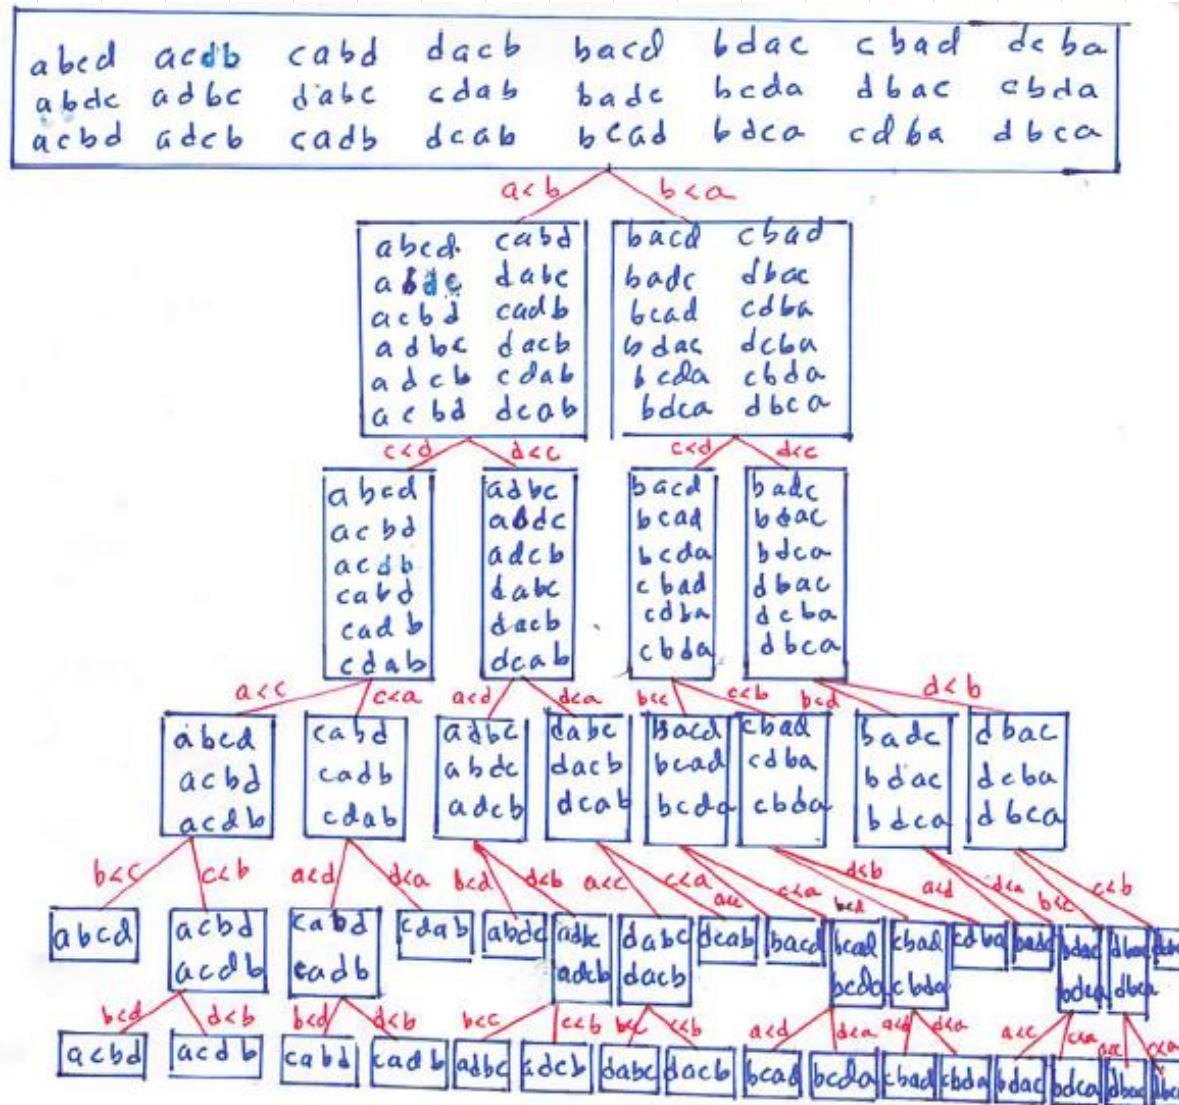 abcd acdb cabd dacb bacd bdac cbad dcba
abdc adbc dabc cdab badc bcda dbac cbda
acbd adcb cadb dcab bcad bdca cdba dbca
a<b b<a
abcd cabd bacd cbad
abdc dabc badc dbac
acbd cadb bcad cdba
adbc dacb bdac dcba
adcb cdab bcda cbda
acbd dcab bdca dbca
c<d d<c c<d d<c
abcd adbc bacd badc
acbd abdc bcad bdac
acdb adcb bcda bdca
cabd dabc cbad dbac
cadb dacb cdba dcba
cdab dcab cbda dbca
a<c c<a a<d d<a b<c c<b b<d d<b
abcd cabd adbc dabc bacd cbad badc dbac
acbd cadb abdc dacb bcad cdba bdac dcba
acdb cdab adcb dcab bcda cbda bdca dbca
b<c c<b a<d d<a b<d d<b a<c c<a a<c c<a b<d d<b a<d d<a b<c c<b
abcd acbd cabd cdab abdc adbc dabc dcab bacd bcad cbad cdba badc bdac dbac
acdb cadb adcb dacb bcda cbda bdca dbca
b<d d<b b<d d<b b<c c<b b<c c<b a<d d<a a<d d<a a<c c<a a<c c<a
acbd acdb cabd cadb adbc adcb dabc dacb bcad bcda cbad cbda bdac bdca dbac